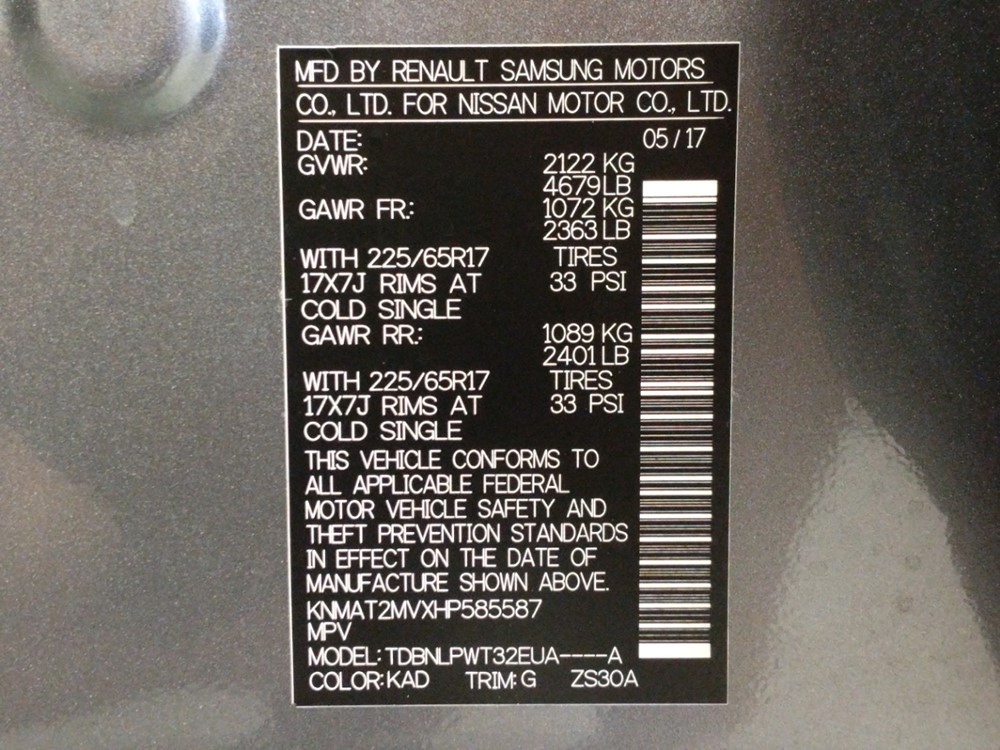 MFD BY RENAULT SAMSUNG MOTORS
CO., LTD. FOR NISSAN MOTOR CO., LTD.
DATE: 05/17
GVWR: 2122 KG
4679 LB
GAWR FR.: 1072 KG
2363 LB
WITH 225/65R17 TIRES
17X7J RIMS AT 33 PSI
COLD SINGLE
GAWR RR.: 1089 KG
2401 LB
WITH 225/65R17 TIRES
17X7J RIMS AT 33 PSI
COLD SINGLE
THIS VEHICLE CONFORMS TO
ALL APPLICABLE FEDERAL
MOTOR VEHICLE SAFETY AND
THEFT PREVENTION STANDARDS
IN EFFECT ON THE DATE OF
MANUFACTURE SHOWN ABOVE.
KNMAT2MVXHP585587
MPV
MODEL: TDBNLPWT32EUA----A
COLOR: KAD TRIM: G ZS30A